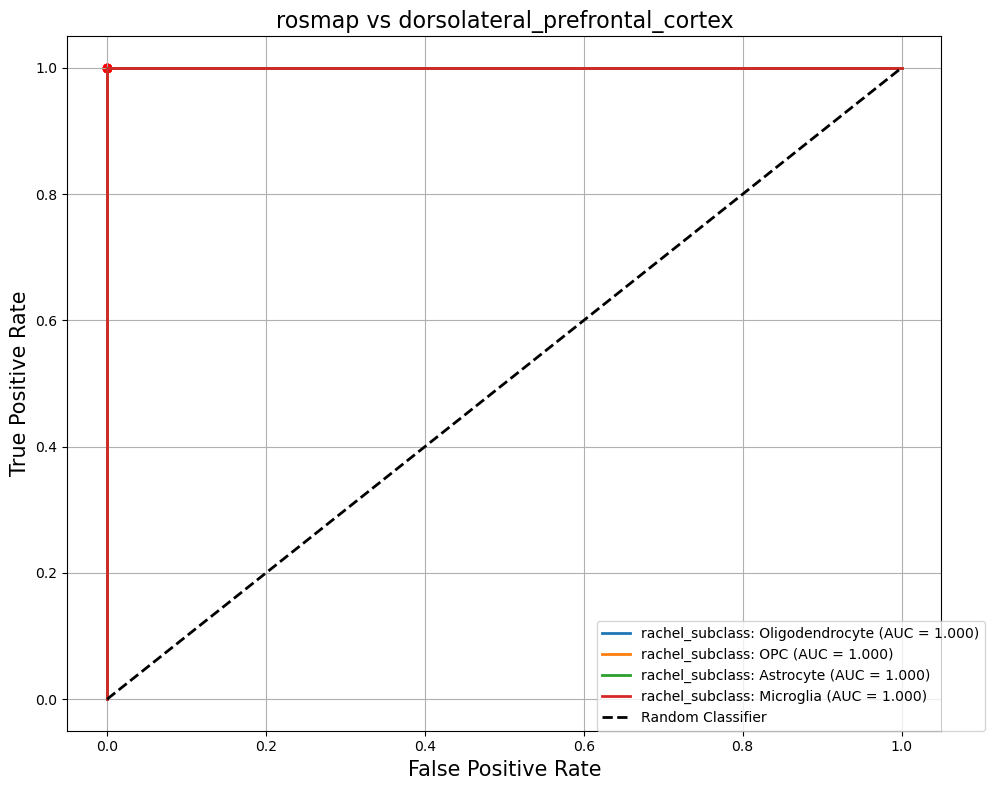 rosmap vs dorsolateral_prefrontal_cortex
True Positive Rate
1.0
0.8
0.6
0.4
0.2
0.0
rachel_subclass: Oligodendrocyte (AUC = 1.000)
rachel_subclass: OPC (AUC = 1.000)
rachel_subclass: Astrocyte (AUC = 1.000)
rachel_subclass: Microglia (AUC = 1.000)
Random Classifier
0.0 0.2 0.4 0.6 0.8 1.0
False Positive Rate